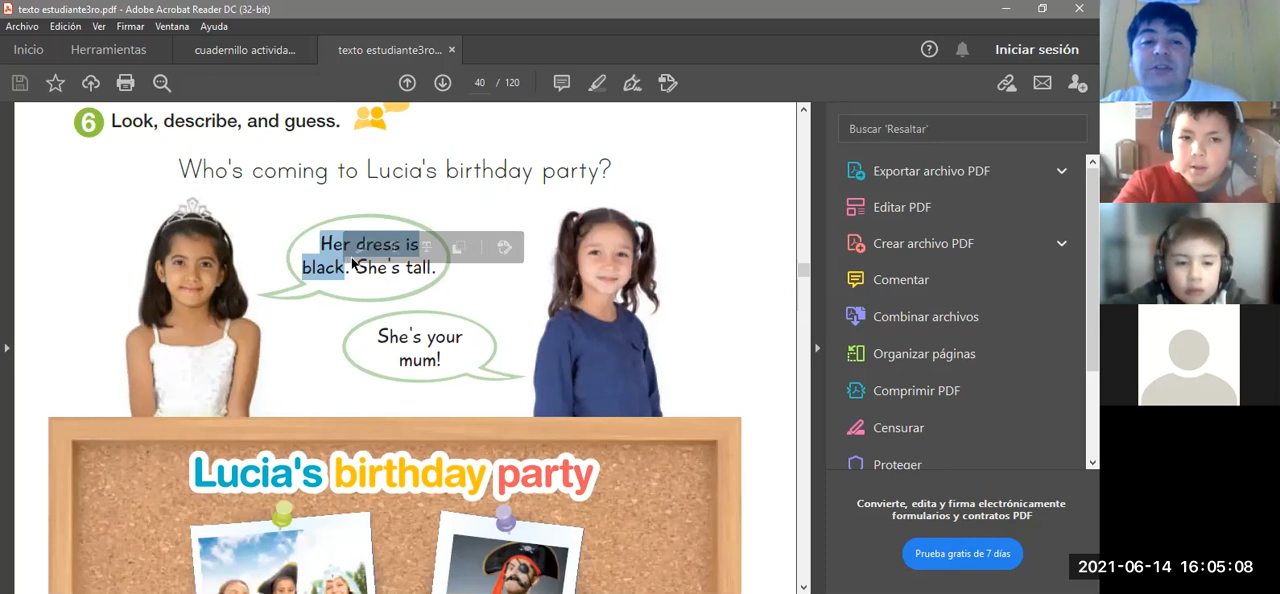 texto estudiante3ro.pdf - Adobe Acrobat Reader DC (32-bit)
Archivo Edición Ver Firmar Ventana Ayuda
Inicio Herramientas cuadernillo activida... texto estudiante3ro... × Iniciar sesión
40 / 120
6 Look, describe, and guess.
Who's coming to Lucia's birthday party?
Her dress is
black. She's tall.
She's your
mum!
Lucia's birthday party
Buscar 'Resaltar'
Exportar archivo PDF
Editar PDF
Crear archivo PDF
Comentar
Combinar archivos
Organizar páginas
Comprimir PDF
Censurar
Proteger
Convierte, edita y firma electrónicamente
formularios y contratos PDF
Prueba gratis de 7 días
2021-06-14 16:05:08